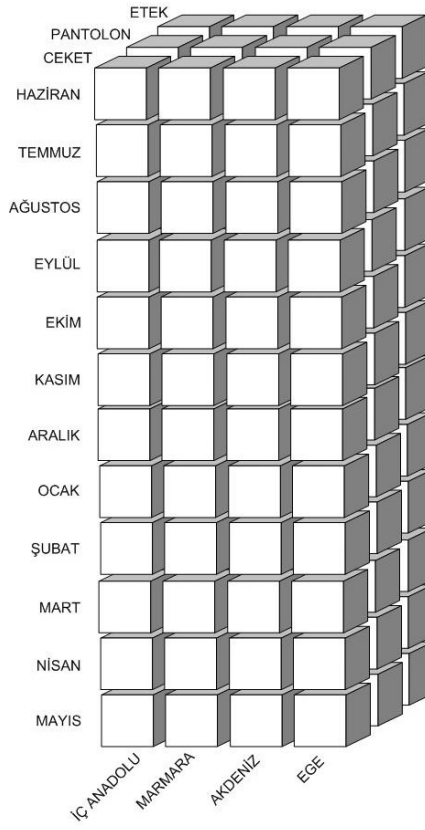 ETEK
PANTOLON
CEKET
HAZİRAN
TEMMUZ
AĞUSTOS
EYLÜL
EKİM
KASIM
ARALIK
OCAK
ŞUBAT
MART
NİSAN
MAYIS
İÇ ANADOLU
MARMARA
AKDENİZ
EGE